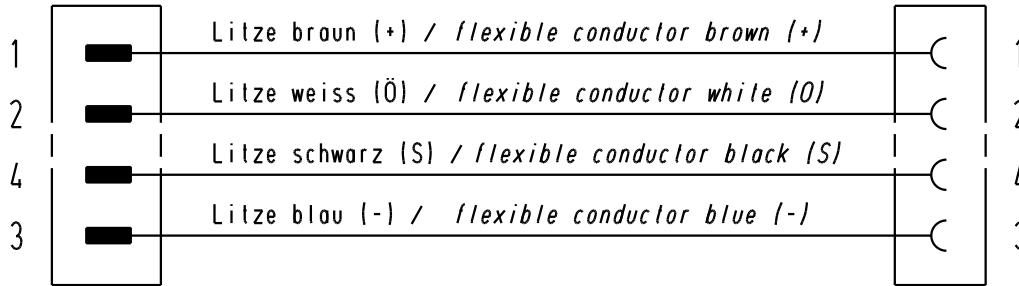 1 Litze braun (+) / flexible conductor brown (+) 1
2 Litze weiss (Ö) / flexible conductor white (O) 2
4 Litze schwarz (S) / flexible conductor black (S) 4
3 Litze blau (-) / flexible conductor blue (-) 3